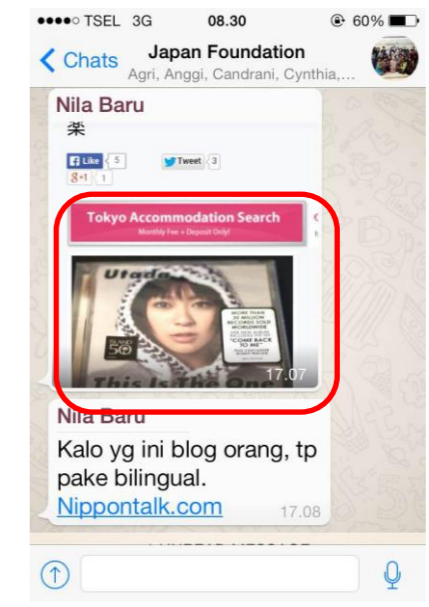 TSEL 3G 08.30 60%
Chats Japan Foundation
Agri, Anggi, Candrani, Cynthia,...
Nila Baru
楽
Like 5 Tweet 3
g+1 1
Tokyo Accommodation Search
Monthly Fee + Deposit Only!
Utada
MORE THAN
RECORDS SOLD
WORLDWIDE
"COME BACK
TO ME"
ISLAND
50
This Is The One
17.07
Nila Baru
Kalo yg ini blog orang, tp
pake bilingual.
Nippontalk.com 17.08